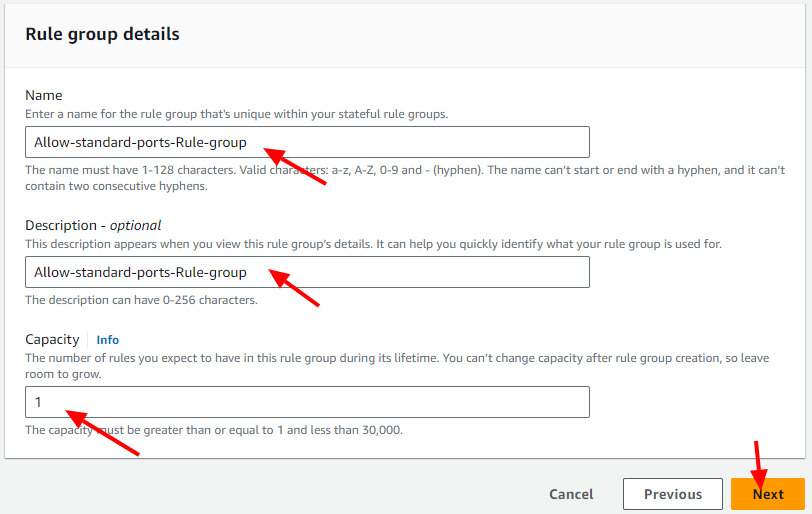 Rule group details
Name
Enter a name for the rule group that's unique within your stateful rule groups.
Allow-standard-ports-Rule-group
The name must have 1-128 characters. Valid characters: a-z, A-Z, 0-9 and - (hyphen). The name can't start or end with a hyphen, and it can't
contain two consecutive hyphens.
Description - optional
This description appears when you view this rule group's details. It can help you quickly identify what your rule group is used for.
Allow-standard-ports-Rule-group
The description can have 0-256 characters.
Capacity Info
The number of rules you expect to have in this rule group during its lifetime. You can't change capacity after rule group creation, so leave
room to grow.
1
The capacity must be greater than or equal to 1 and less than 30,000.
Cancel Previous Next